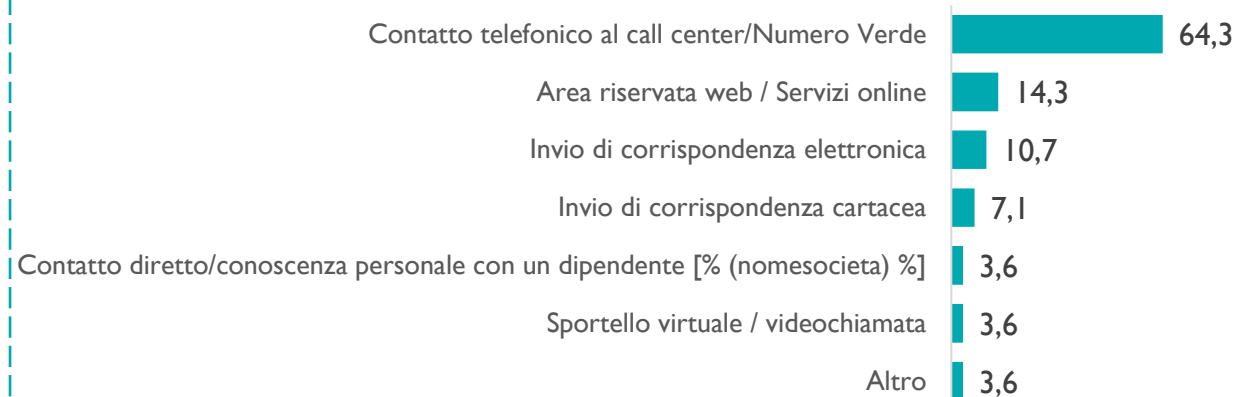 Contatto telefonico al call center/Numero Verde 64,3
Area riservata web / Servizi online 14,3
Invio di corrispondenza elettronica 10,7
Invio di corrispondenza cartacea 7,1
Contatto diretto/conoscenza personale con un dipendente [% (nomesocieta) %] 3,6
Sportello virtuale / videochiamata 3,6
Altro 3,6